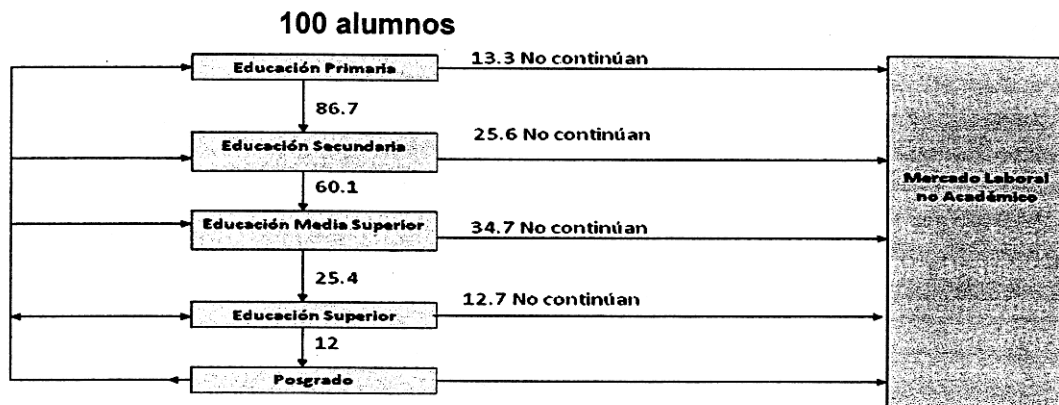 100 alumnos
Educación Primaria
13.3 No continúan
86.7
Educación Secundaria
25.6 No continúan
Mercado Laboral
no Académico
60.1
Educación Media Superior
34.7 No continúan
25.4
12.7 No continúan
Educación Superior
12
Posgrado